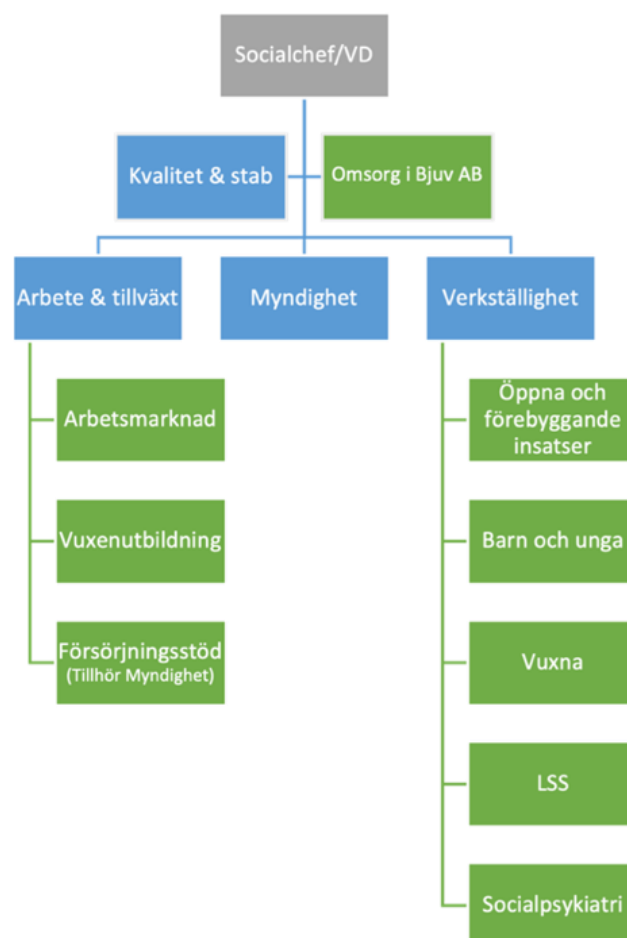 Socialchef/VD
Kvalitet & stab
Omsorg i Bjuv AB
Arbete & tillväxt
Myndighet
Verkställighet
Arbetsmarknad
Vuxenutbildning
Försörjningsstöd
(Tillhör Myndighet)
Öppna och
förebyggande
insatser
Barn och unga
Vuxna
LSS
Socialpsykiatri